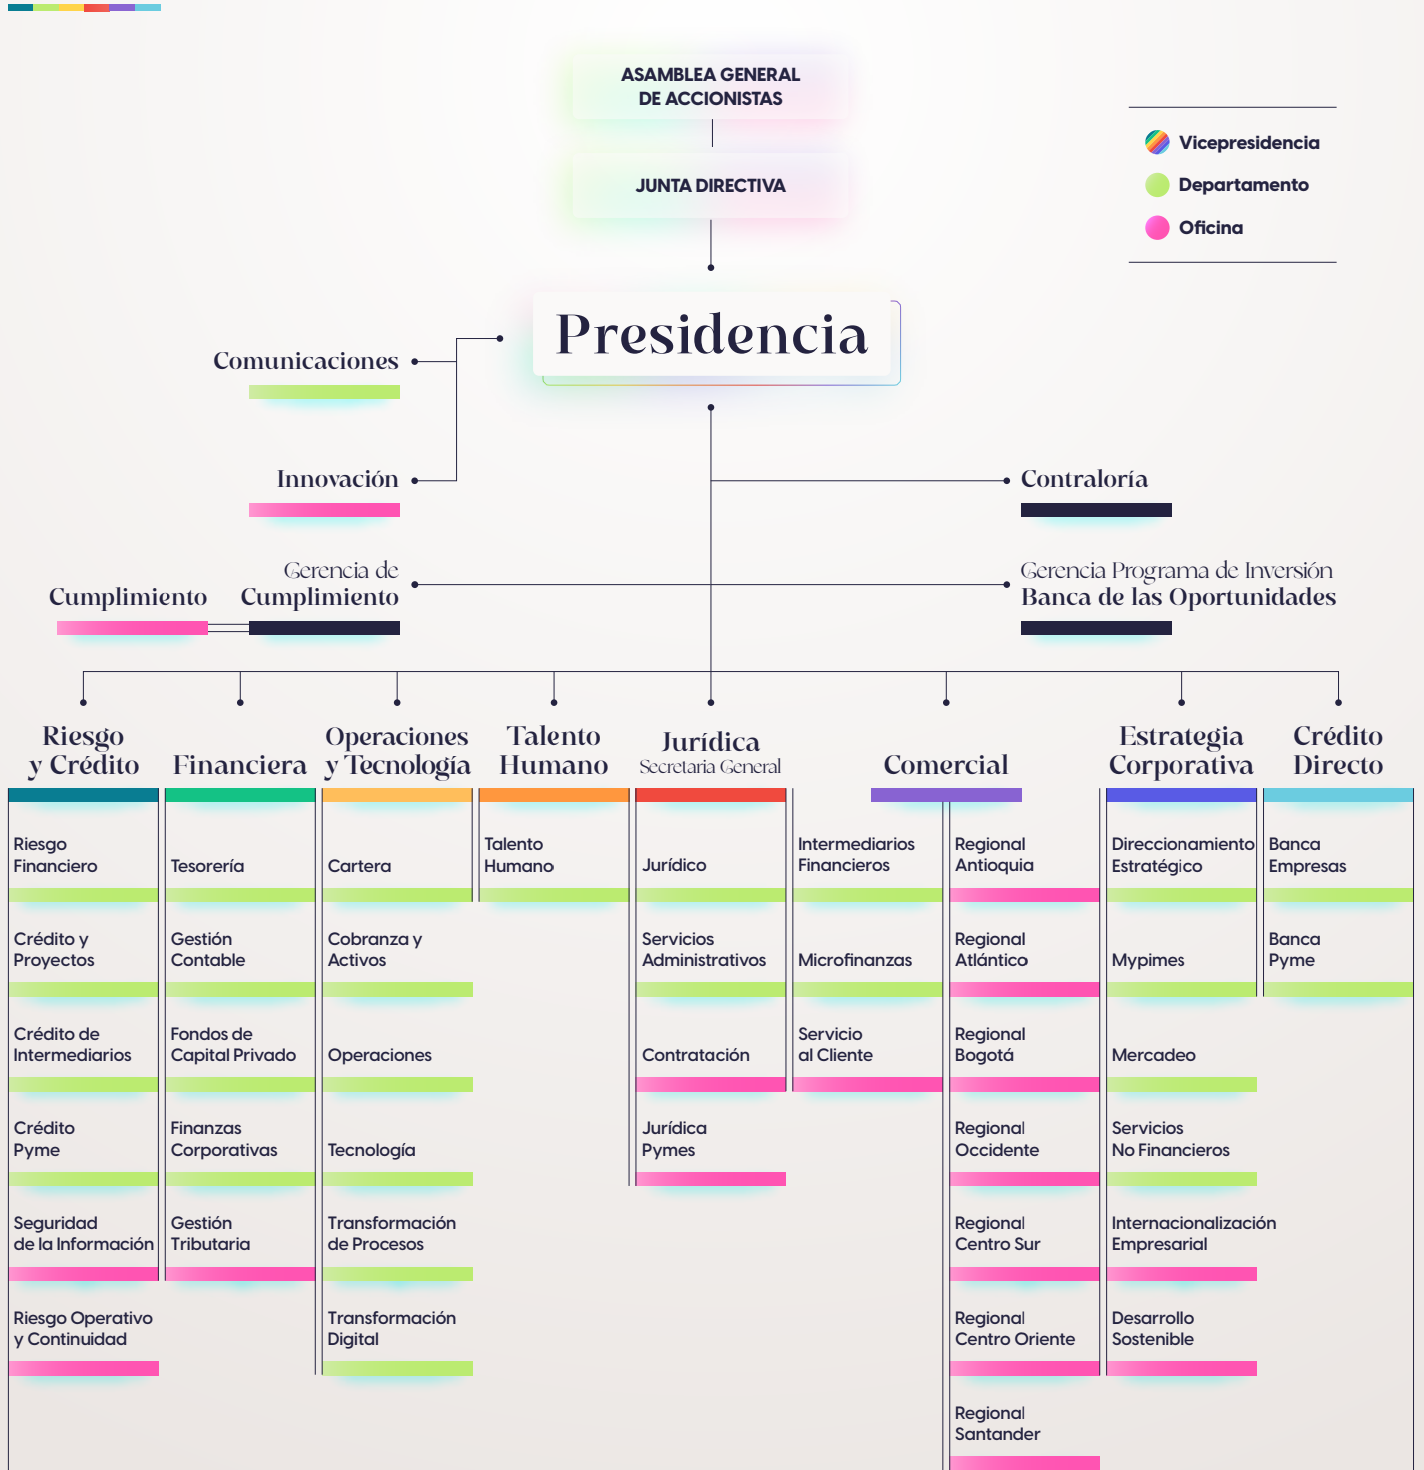 ASAMBLEA GENERAL
DE ACCIONISTAS
JUNTA DIRECTIVA
Vicepresidencia
Departamento
Oficina
Presidencia
Comunicaciones
Innovación
Contraloría
Gerencia de
Cumplimiento
Cumplimiento
Gerencia Programa de Inversión
Banca de las Oportunidades
Riesgo
y Crédito
Financiera
Operaciones
y Tecnología
Talento
Humano
Jurídica
Secretaria General
Comercial
Estrategia
Corporativa
Crédito
Directo
Riesgo
Financiero
Crédito y
Proyectos
Crédito de
Intermediarios
Crédito
Pyme
Seguridad
de la Información
Riesgo Operativo
y Continuidad
Tesorería
Gestión
Contable
Fondos de
Capital Privado
Finanzas
Corporativas
Gestión
Tributaria
Cartera
Cobranza y
Activos
Operaciones
Tecnología
Transformación
de Procesos
Transformación
Digital
Talento
Humano
Jurídico
Servicios
Administrativos
Contratación
Jurídica
Pymes
Intermediarios
Financieros
Microfinanzas
Servicio
al Cliente
Regional
Antioquia
Regional
Atlántico
Regional
Bogotá
Regional
Occidente
Regional
Centro Sur
Regional
Centro Oriente
Regional
Santander
Direccionamiento
Estratégico
Mypimes
Mercadeo
Servicios
No Financieros
Internacionalización
Empresarial
Desarrollo
Sostenible
Banca
Empresas
Banca
Pyme